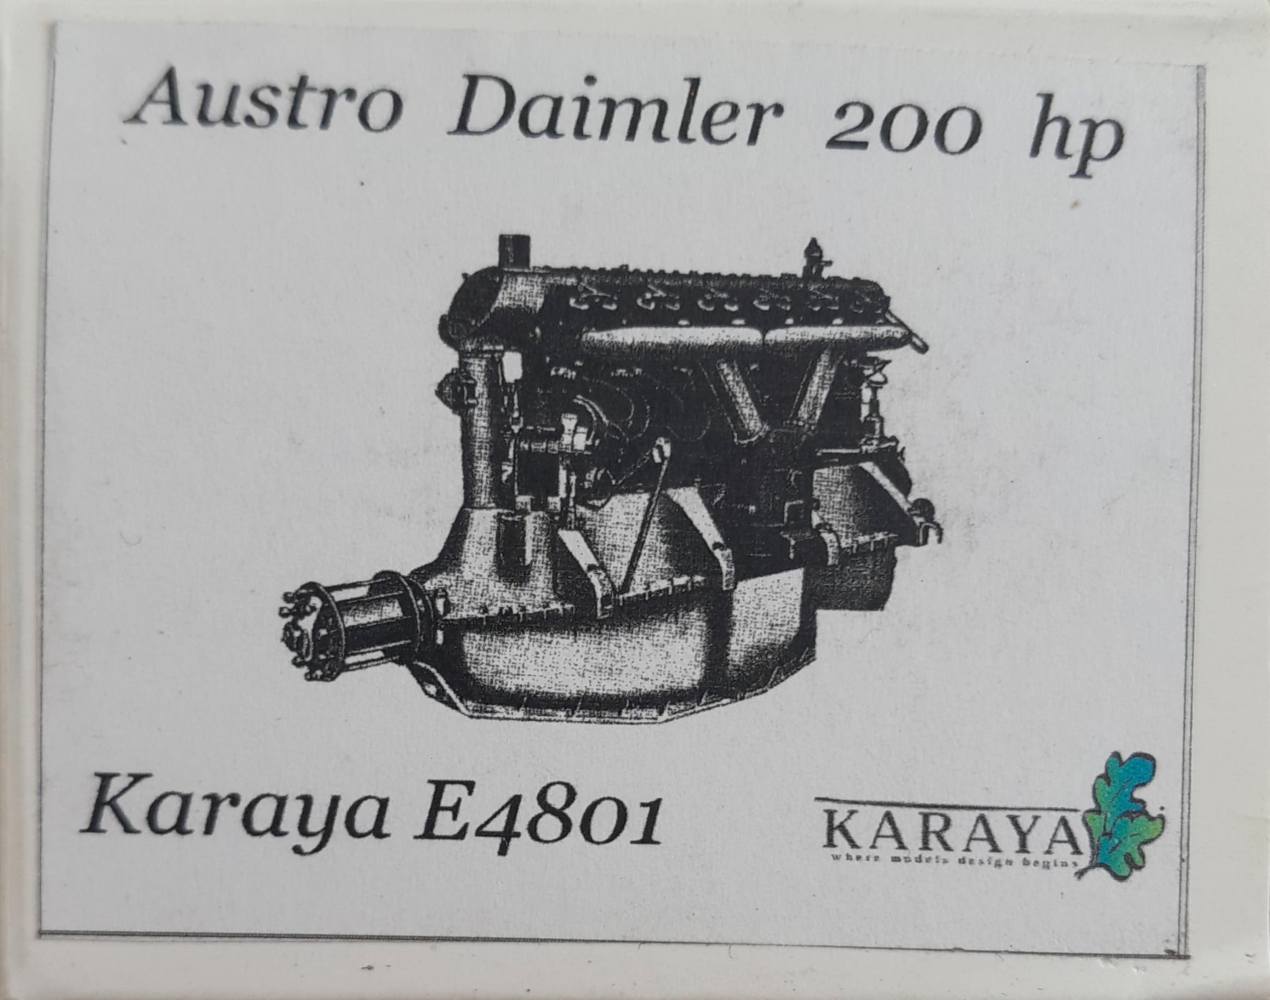 Austro Daimler 200 hp
Karaya E4801
KARAYA
where models design begins